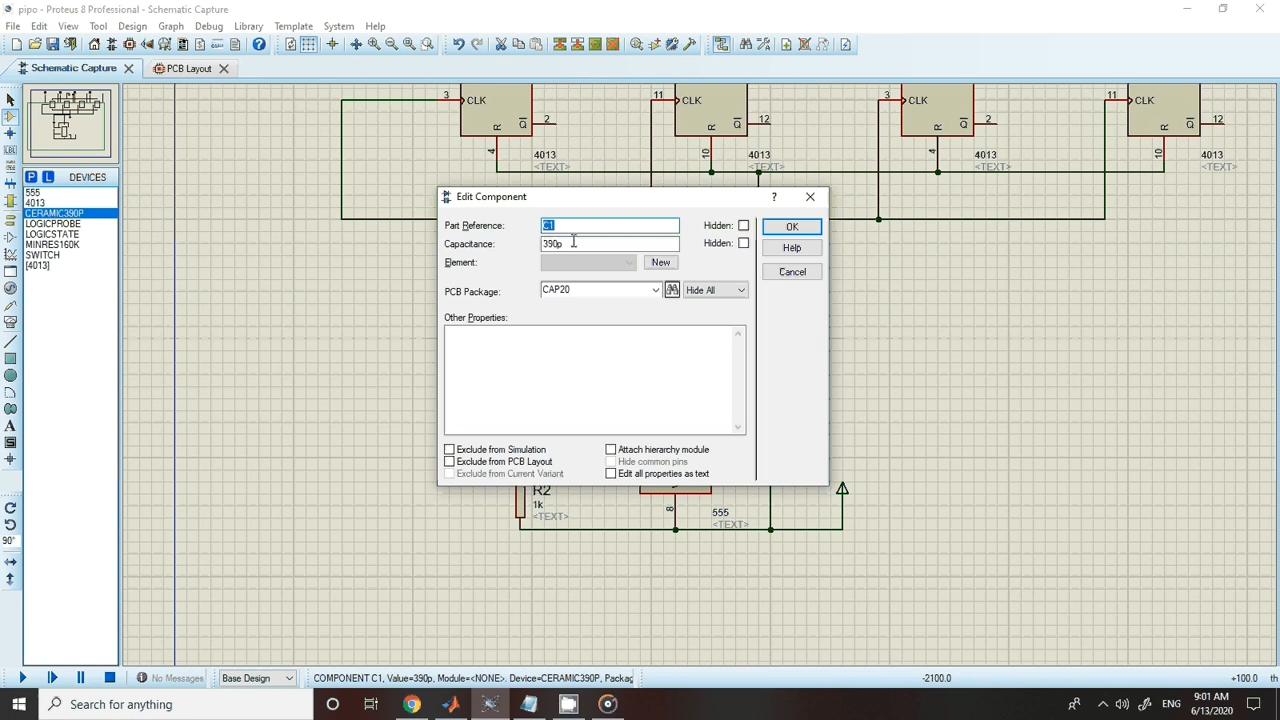 pipo - Proteus 8 Professional - Schematic Capture
File Edit View Tool Design Graph Debug Library Template System Help
Schematic Capture PCB Layout
3 CLK 11 CLK 3 CLK 11 CLK
R Q 2 R Q 12 R Q 2 R Q 12
4 10 4 10
4013 4013 4013 4013
<TEXT> <TEXT> <TEXT> <TEXT>
P L DEVICES
555
4013
CERAMIC390P
LOGICPROBE
LOGICSTATE
MINRES160K
SWITCH
[4013]
LBL
90°
Edit Component
Part Reference: C1 Hidden: OK
Capacitance: 390p Hidden: Help
Element: New Cancel
PCB Package: CAP20 Hide All
Other Properties:
Exclude from Simulation Attach hierarchy module
Exclude from PCB Layout Hide common pins
Exclude from Current Variant Edit all properties as text
R2
1k
<TEXT>
8
555
<TEXT>
No Messages Base Design COMPONENT C1, Value=390p, Module=<NONE>. Device=CERAMIC390P, Packag -2100.0 +100.0 th
Type here to search
9:01 AM
6/13/2020